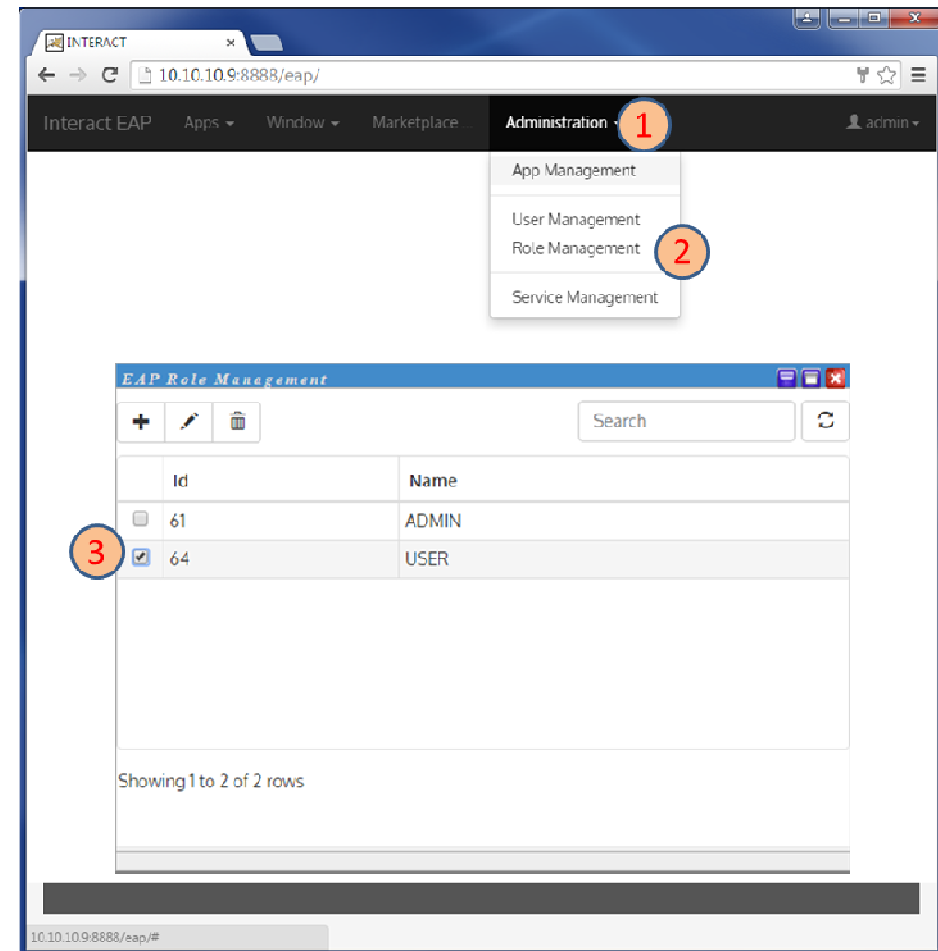 INTERACT
10.10.10.9:8888/eap/
Interact EAP Apps Window Marketplace... Administration 1 admin
App Management
User Management
Role Management 2
Service Management
EAP Role Management
Search
Id Name
61 ADMIN
3 64 USER
Showing 1 to 2 of 2 rows
10.10.10.9:8888/eap/#